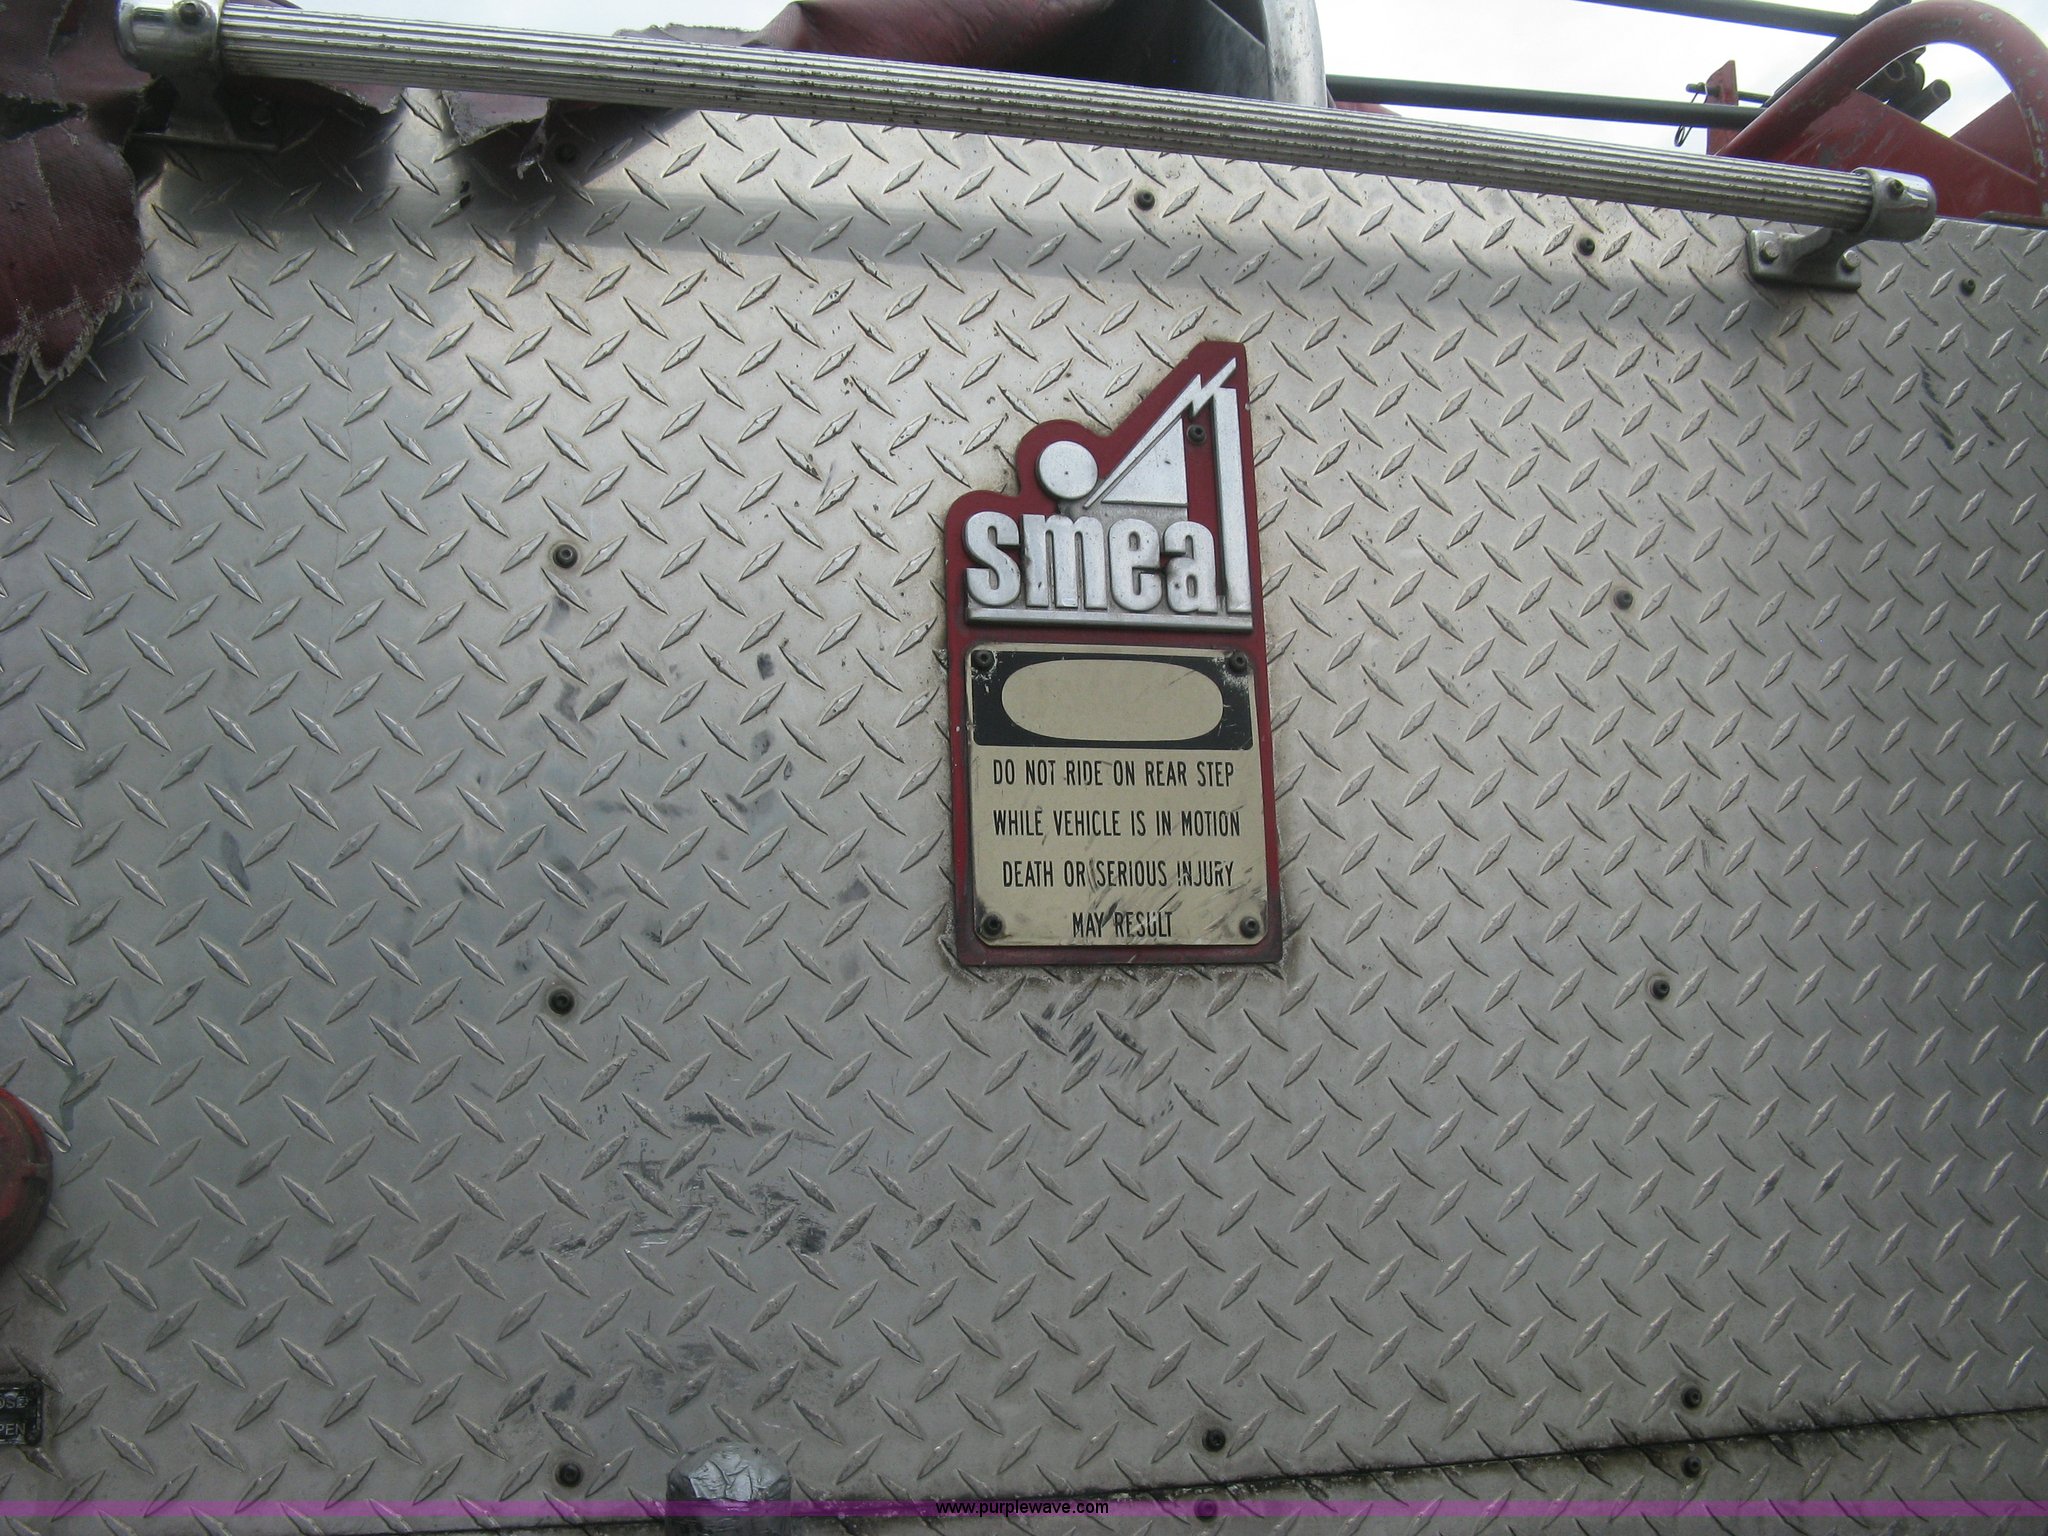 smeal
DO NOT RIDE ON REAR STEP
WHILE VEHICLE IS IN MOTION
DEATH OR SERIOUS INJURY
MAY RESULT
www.purplewave.com